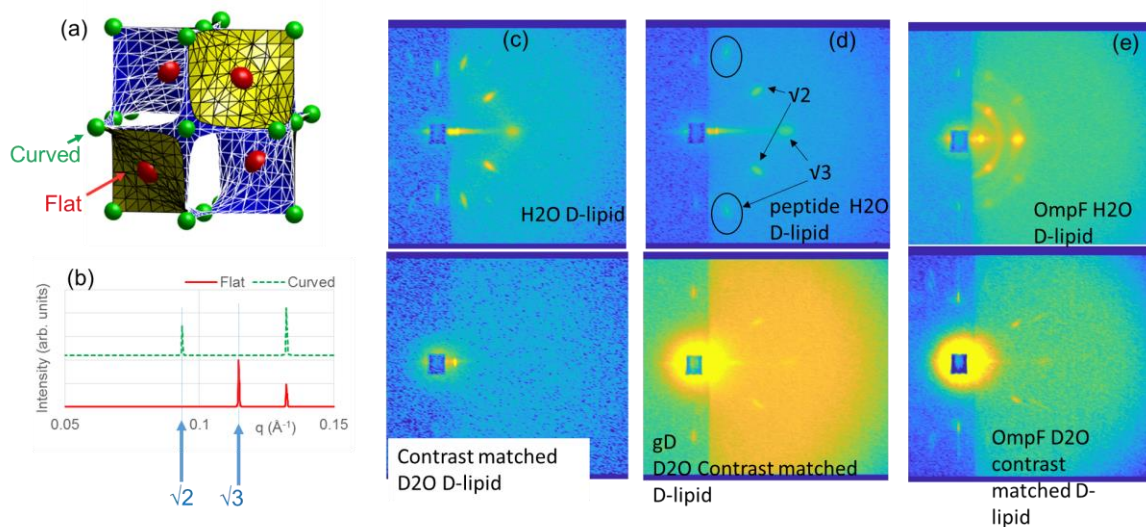 (a)
Curved
Flat
(b)
Flat Curved
Intensity (arb. units)
0.05 0.1 q (Å⁻¹) 0.15
√2 √3
(c)
H2O D-lipid
Contrast matched
D2O D-lipid
(d)
√2
√3
peptide H2O
D-lipid
gD
D2O Contrast matched
D-lipid
(e)
OmpF H2O
D-lipid
OmpF D2O
contrast
matched D-
lipid